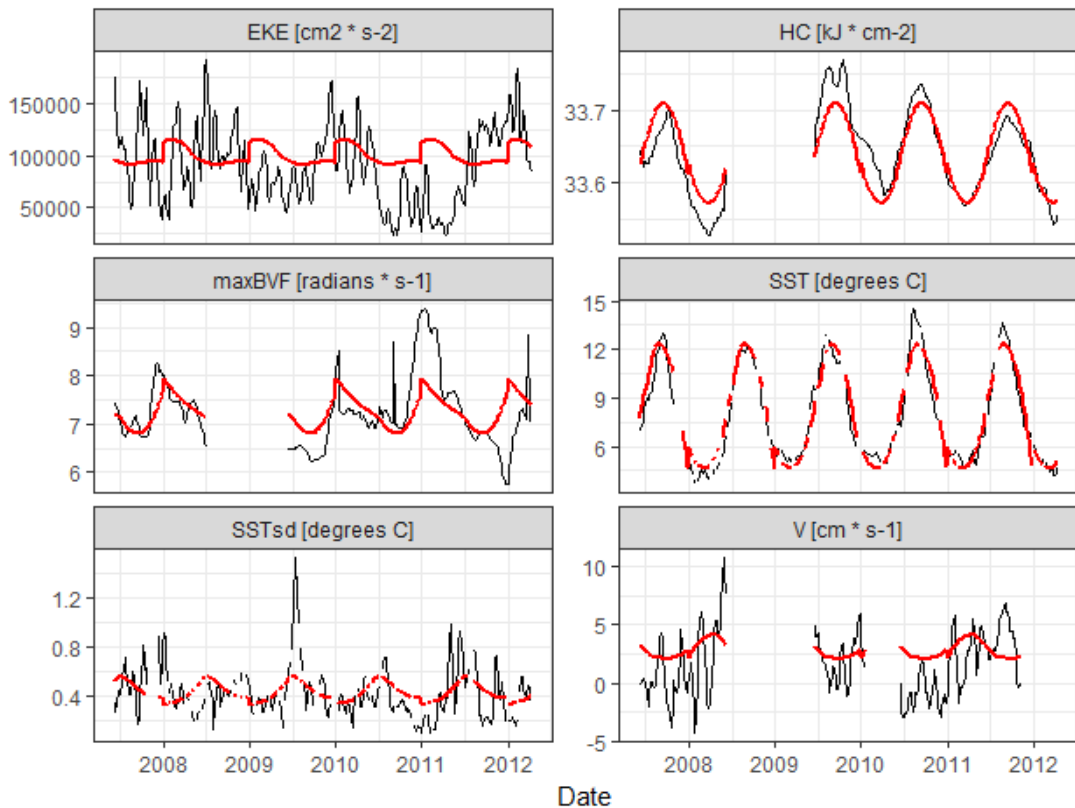 EKE [cm2 * s-2]
HC [kJ * cm-2]
150000
100000
50000
33.7
33.6
maxBVF [radians * s-1]
SST [degrees C]
9
8
7
6
15
12
9
6
SSTsd [degrees C]
V [cm * s-1]
1.2
0.8
0.4
10
5
0
-5
2008 2009 2010 2011 2012
2008 2009 2010 2011 2012
Date